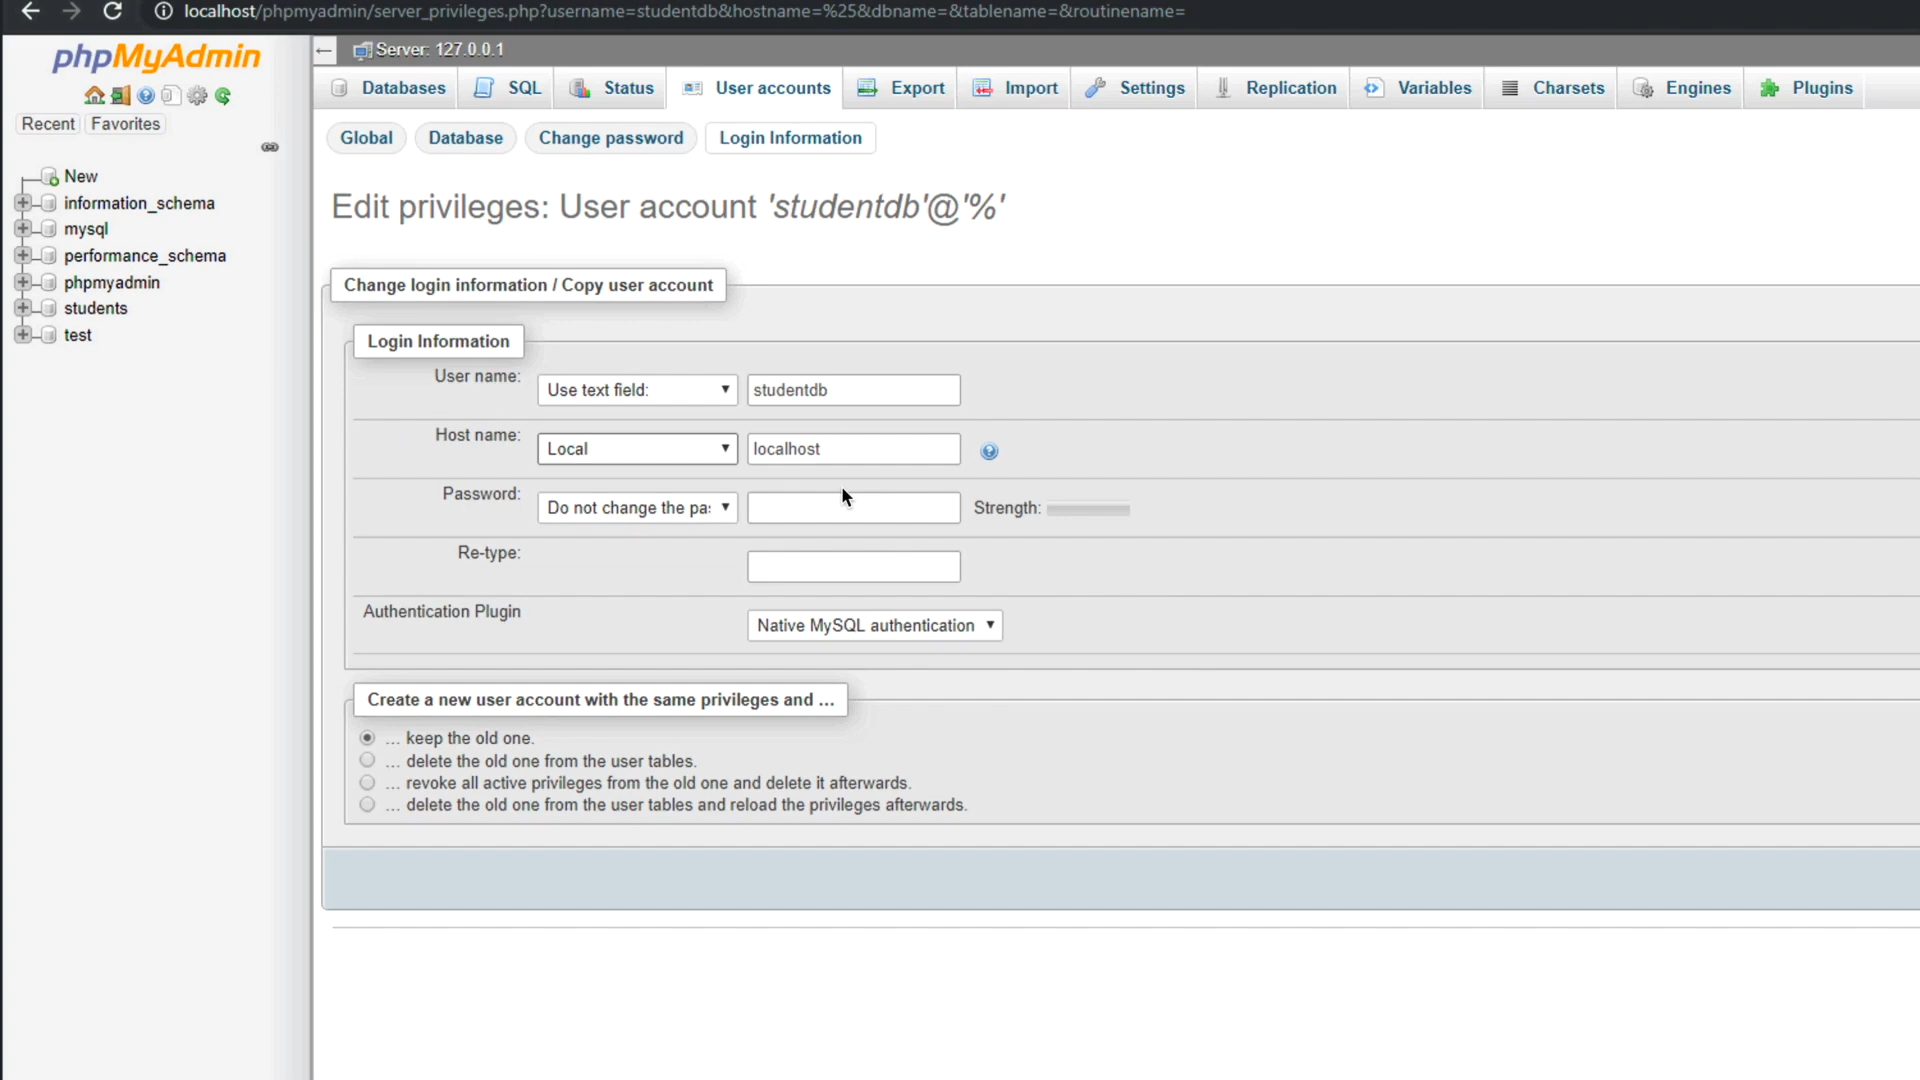 localhost/phpmyadmin/server_privileges.php?username=studentdb&hostname=%25&dbname=&tablename=&routinename=
phpMyAdmin
Recent Favorites
New
information_schema
mysql
performance_schema
phpmyadmin
students
test
Server: 127.0.0.1
Databases SQL Status User accounts Export Import Settings Replication Variables Charsets Engines Plugins
Global Database Change password Login Information
Edit privileges: User account 'studentdb'@'%'
Change login information / Copy user account
Login Information
User name: Use text field: studentdb
Host name: Local localhost
Password: Do not change the pa: Strength:
Re-type:
Authentication Plugin Native MySQL authentication
Create a new user account with the same privileges and ...
... keep the old one.
... delete the old one from the user tables.
... revoke all active privileges from the old one and delete it afterwards.
... delete the old one from the user tables and reload the privileges afterwards.